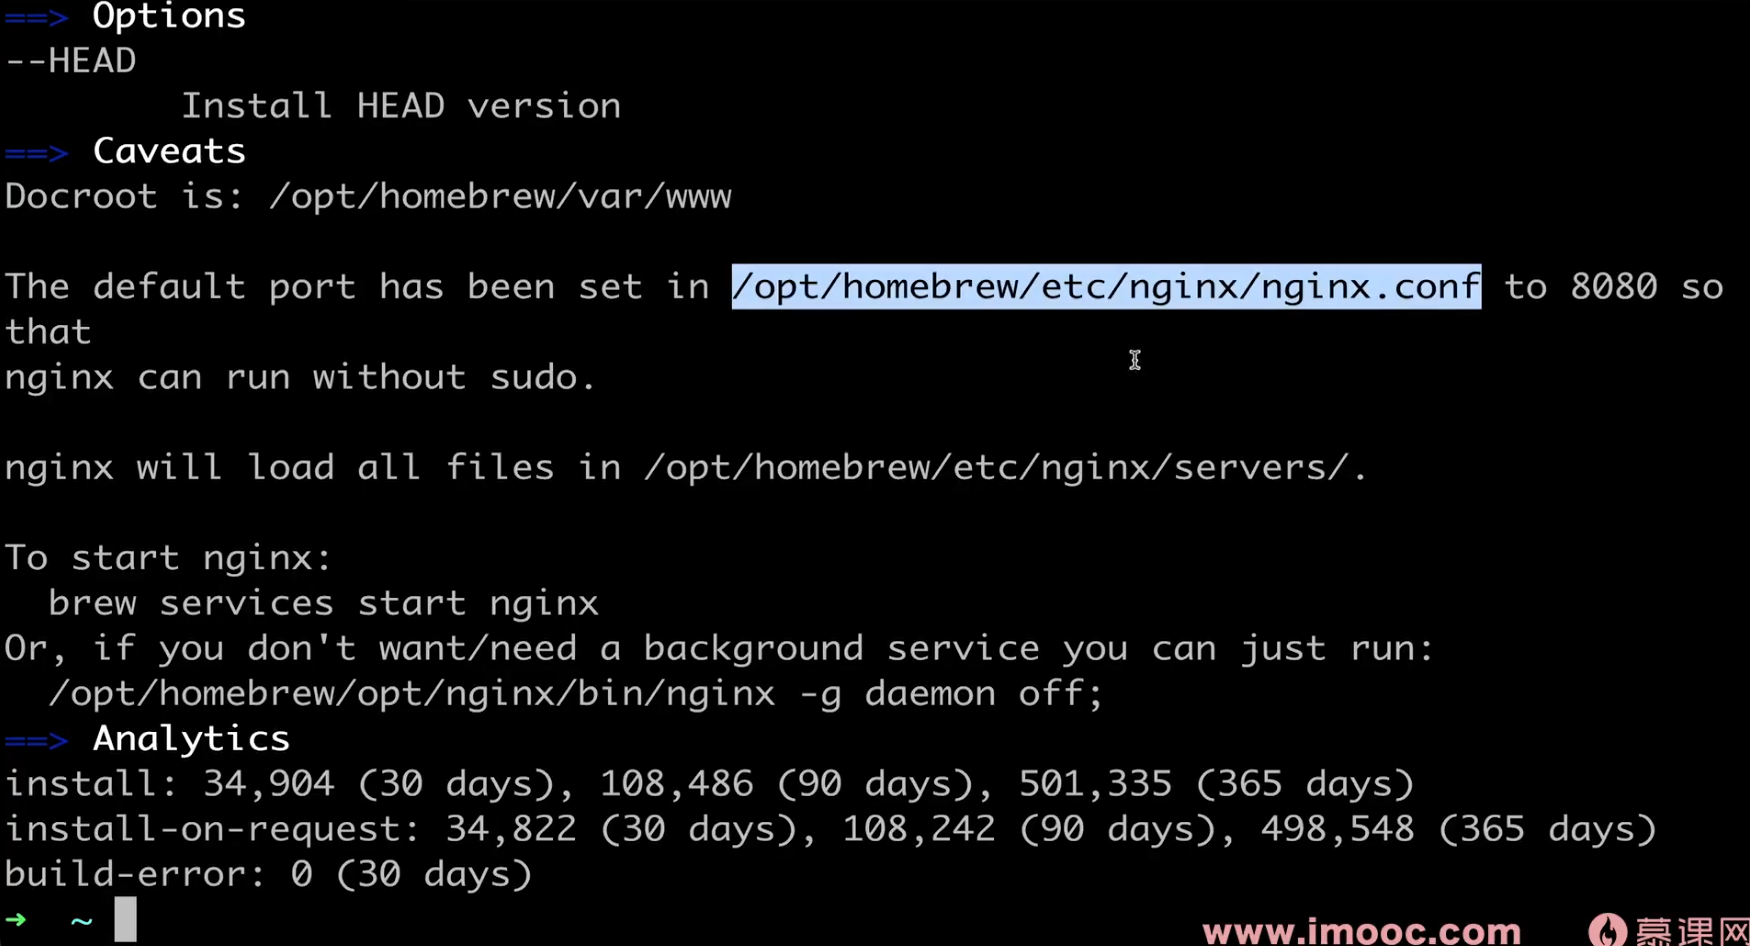 ==> Options
--HEAD
Install HEAD version
==> Caveats
Docroot is: /opt/homebrew/var/www
The default port has been set in /opt/homebrew/etc/nginx/nginx.conf to 8080 so
that
nginx can run without sudo.
nginx will load all files in /opt/homebrew/etc/nginx/servers/.
To start nginx:
brew services start nginx
Or, if you don't want/need a background service you can just run:
/opt/homebrew/opt/nginx/bin/nginx -g daemon off;
==> Analytics
install: 34,904 (30 days), 108,486 (90 days), 501,335 (365 days)
install-on-request: 34,822 (30 days), 108,242 (90 days), 498,548 (365 days)
build-error: 0 (30 days)
➜ ~
www.imooc.com 慕课网